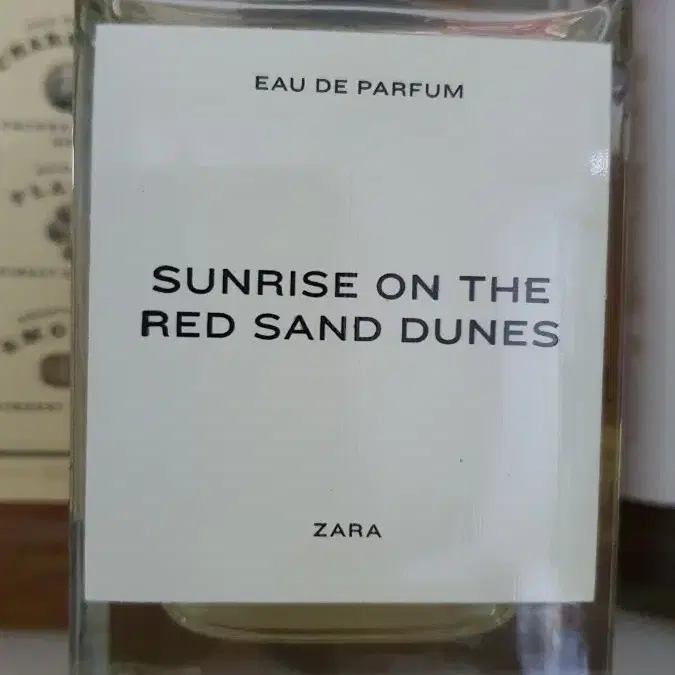 EAU DE PARFUM
SUNRISE ON THE
RED SAND DUNES
ZARA